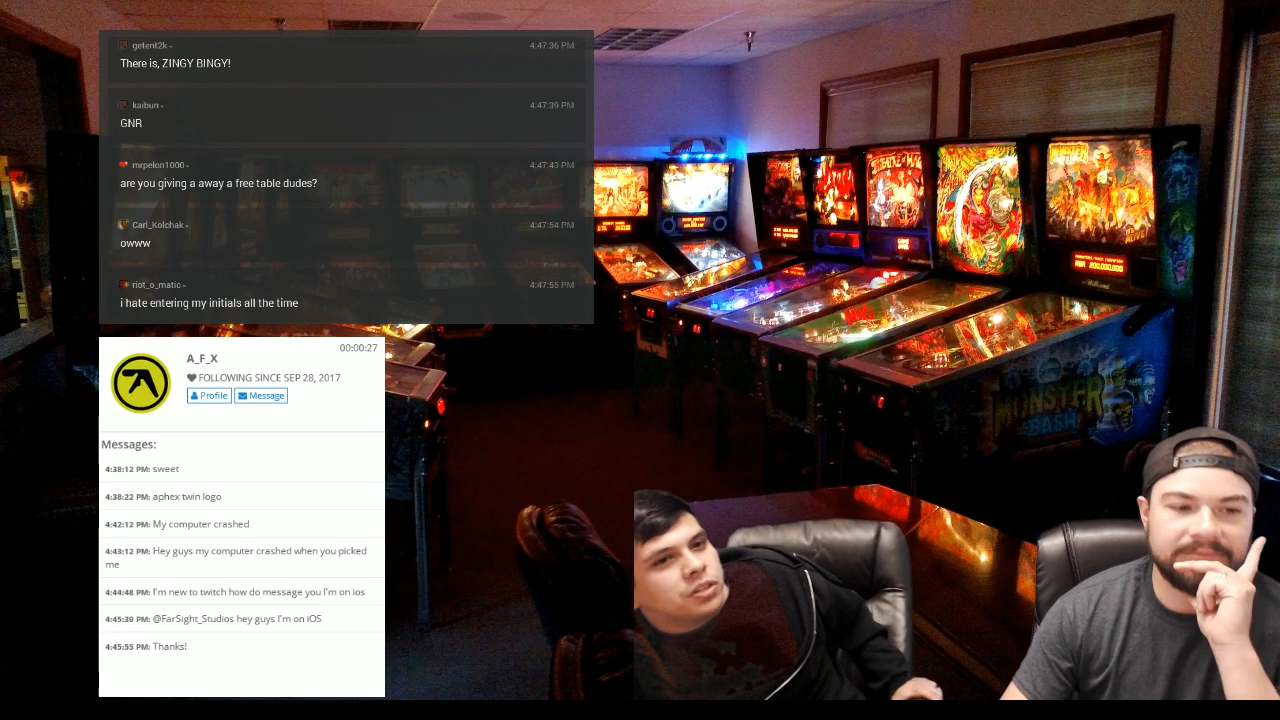 getent2k 4:47:36 PM
There is, ZINGY BINGY!
kaibun 4:47:39 PM
GNR
mrpelon1000 4:47:43 PM
are you giving a away a free table dudes?
Carl_Kolchak 4:47:54 PM
owww
riot_o_matic 4:47:55 PM
i hate entering my initials all the time
00:00:27
A_F_X
FOLLOWING SINCE SEP 28, 2017
Profile Message
Messages:
4:38:12 PM: sweet
4:38:22 PM: aphex twin logo
4:42:12 PM: My computer crashed
4:43:12 PM: Hey guys my computer crashed when you picked
me
4:44:48 PM: I'm new to twitch how do message you I'm on ios
4:45:39 PM: @FarSight_Studios hey guys I'm on iOS
4:45:55 PM: Thanks!
MONSTER
BASH